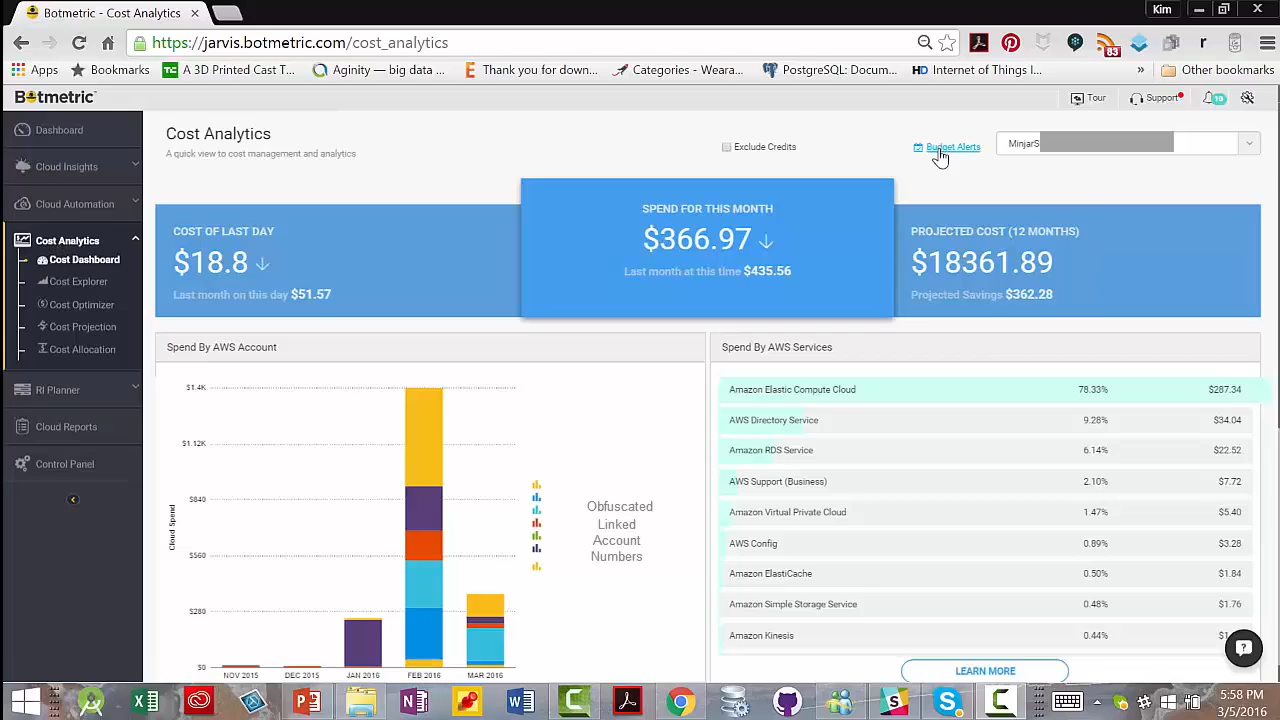 Botmetric - Cost Analytics
Kim
https://jarvis.botmetric.com/cost_analytics
83
Apps
Bookmarks
A 3D Printed Cast T...
Aginity - big data ...
Thank you for down...
Categories - Weara...
PostgreSQL: Docum...
Internet of Things I...
»
Other bookmarks
Botmetric
Tour
Support
10
Dashboard
Cloud Insights
Cloud Automation
Cost Analytics
Cost Dashboard
Cost Explorer
Cost Optimizer
Cost Projection
Cost Allocation
RI Planner
Cloud Reports
Control Panel
Cost Analytics
A quick view to cost management and analytics
Exclude Credits
Budget Alerts
MinjarS
COST OF LAST DAY
$18.8
Last month on this day $51.57
SPEND FOR THIS MONTH
$366.97
Last month at this time $435.56
PROJECTED COST (12 MONTHS)
$18361.89
Projected Savings $362.28
Spend By AWS Account
Cloud Spend
$1.4K
$1.12K
$840
$560
$280
$0
NOV 2015 DEC 2015 JAN 2016 FEB 2016 MAR 2016
Obfuscated
Linked
Account
Numbers
Spend By AWS Services
Amazon Elastic Compute Cloud 78.33% $287.34
AWS Directory Service 9.28% $34.04
Amazon RDS Service 6.14% $22.52
AWS Support (Business) 2.10% $7.72
Amazon Virtual Private Cloud 1.47% $5.40
AWS Config 0.89% $3.28
Amazon ElastiCache 0.50% $1.84
Amazon Simple Storage Service 0.48% $1.76
Amazon Kinesis 0.44% $1.
LEARN MORE
5:58 PM
3/5/2016